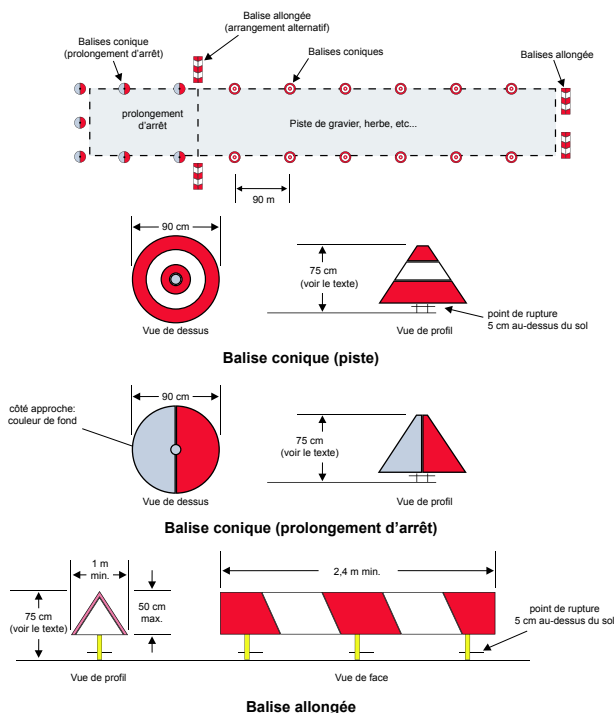 Balise allongée
(arrangement alternatif)
Balises conique
(prolongement d'arrêt)
Balises coniques
Balises allongée
prolongement
d'arrêt
Piste de gravier, herbe, etc...
90 m
90 cm
75 cm
(voir le texte)
point de rupture
5 cm au-dessus du sol
Vue de dessus
Vue de profil
Balise conique (piste)
90 cm
côté approche:
couleur de fond
75 cm
(voir le texte)
Vue de dessus
Vue de profil
Balise conique (prolongement d'arrêt)
1 m
min.
2,4 m min.
75 cm
(voir le texte)
50 cm
max.
point de rupture
5 cm au-dessus du sol
Vue de profil
Vue de face
Balise allongée